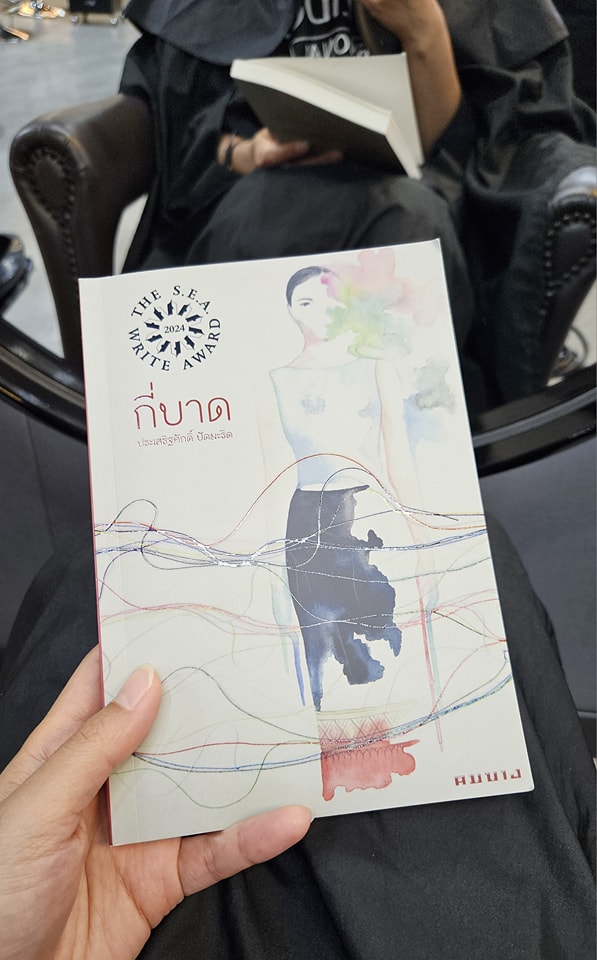 THE S.E.A.
2024
WRITE AWARD
กี่บาด
ประเสริฐศักดิ์ ปัดมะริด
คมบาง